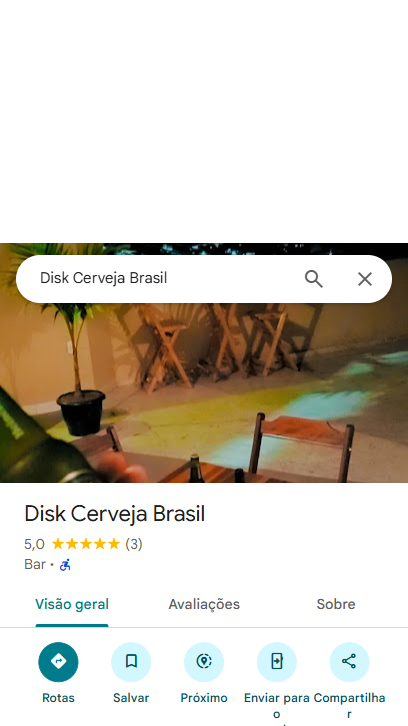 Disk Cerveja Brasil
Disk Cerveja Brasil
5,0 (3)
Bar ·
Visão geral Avaliações Sobre
Rotas Salvar Próximo Enviar para o Compartilhar